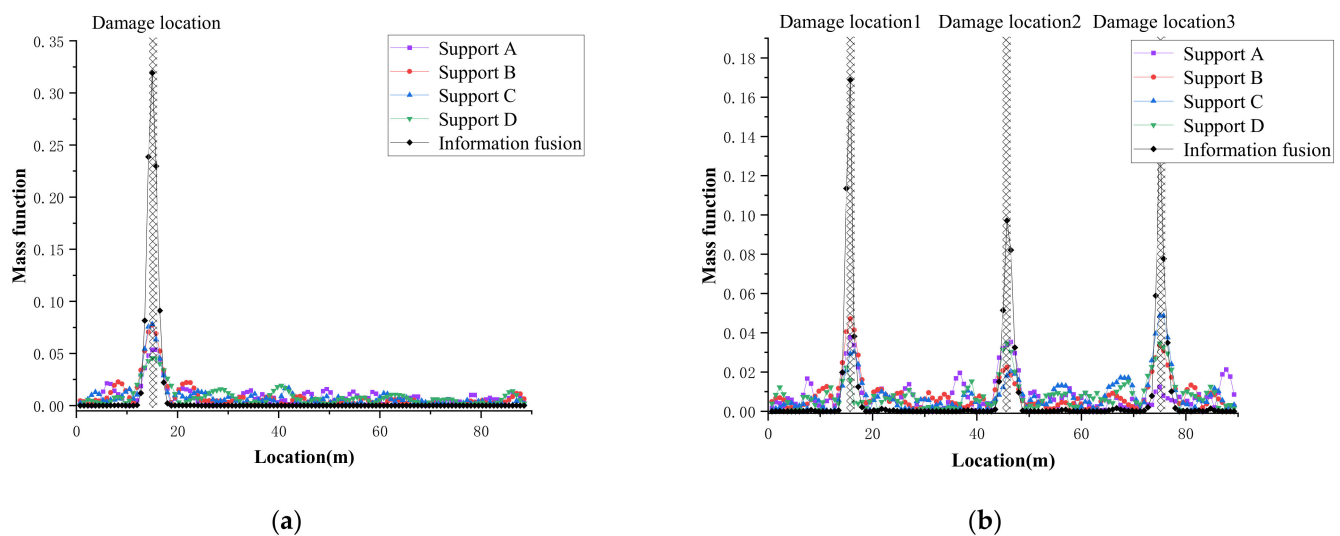 Damage location
0.35
0.30
0.25
0.20
0.15
0.10
0.05
0.00
Mass function
Support A
Support B
Support C
Support D
Information fusion
0 20 40 60 80
Location(m)
(a)
Damage location1 Damage location2 Damage location3
0.18
0.16
0.14
0.12
0.10
0.08
0.06
0.04
0.02
0.00
Mass function
Support A
Support B
Support C
Support D
Information fusion
0 20 40 60 80
Location(m)
(b)